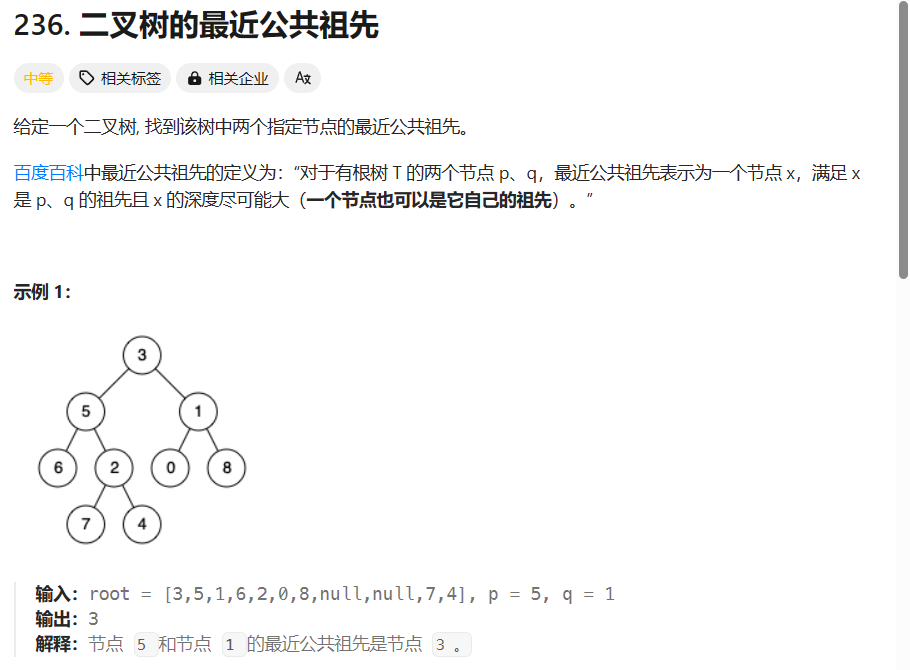 236. 二叉树的最近公共祖先
中等 相关标签 相关企业 A文
给定一个二叉树, 找到该树中两个指定节点的最近公共祖先。
百度百科中最近公共祖先的定义为：“对于有根树 T 的两个节点 p、q，最近公共祖先表示为一个节点 x，满足 x
是 p、q 的祖先且 x 的深度尽可能大（一个节点也可以是它自己的祖先）。”
示例 1：
3
5 1
6 2 0 8
7 4
输入：root = [3,5,1,6,2,0,8,null,null,7,4], p = 5, q = 1
输出：3
解释：节点 5 和节点 1 的最近公共祖先是节点 3 。